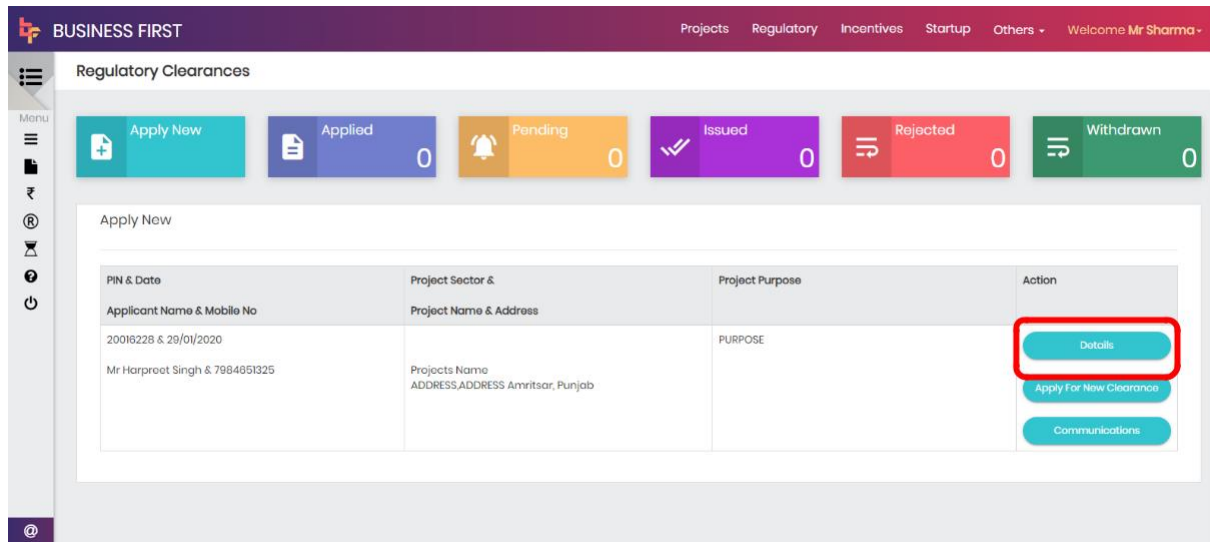 BUSINESS FIRST
Projects Regulatory Incentives Startup Others Welcome Mr Sharma
Regulatory Clearances
Menu
Apply New
Applied
0
Pending
0
Issued
0
Rejected
0
Withdrawn
0
Apply New
PIN & Date
Applicant Name & Mobile No
Project Sector &
Project Name & Address
Project Purpose
Action
20016228 & 29/01/2020
Mr Harpreet Singh & 7984651325
Projects Name
ADDRESS,ADDRESS Amritsar, Punjab
PURPOSE
Details
Apply For New Clearance
Communications
@